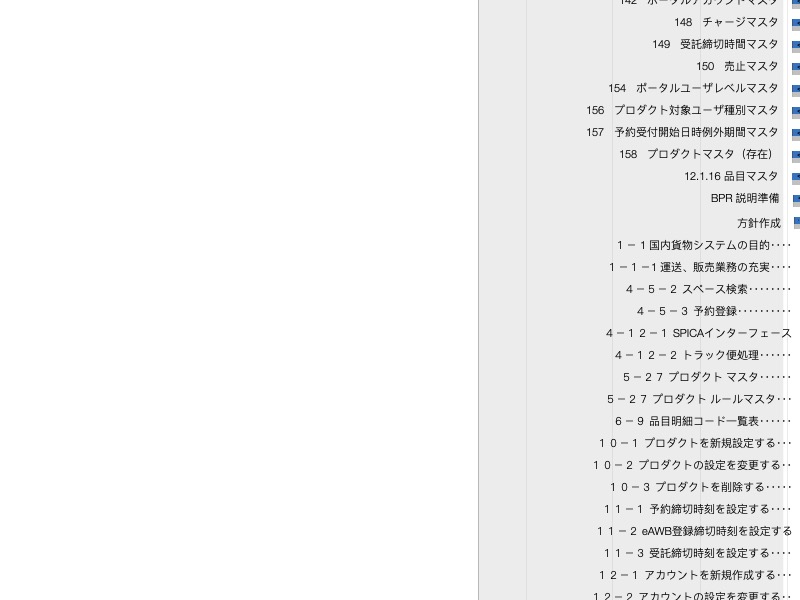 142　ポータルアカウントマスタ
148　チャージマスタ
149　受託締切時間マスタ
150　売止マスタ
154　ポータルユーザレベルマスタ
156　プロダクト対象ユーザ種別マスタ
157　予約受付開始日時例外期間マスタ
158　プロダクトマスタ（存在）
12.1.16 品目マスタ
BPR 説明準備
方針作成
１－１国内貨物システムの目的････
１－１－１運送、販売業務の充実････
４－５－２ スペース検索････････
４－５－３ 予約登録･････････
４－１２－１ SPICAインターフェース
４－１２－２ トラック便処理･･････
５－２７ プロダクト マスタ･････
５－２７ プロダクト ルールマスタ･･･
６－９ 品目明細コード一覧表･･････
１０－１ プロダクトを新規設定する･･･
１０－２ プロダクトの設定を変更する･･
１０－３ プロダクトを削除する･････
１１－１ 予約締切時刻を設定する････
１１－２ eAWB登録締切時刻を設定する
１１－３ 受託締切時刻を設定する････
１２－１ アカウントを新規作成する･･･
１２－２ アカウントの設定を変更する･･